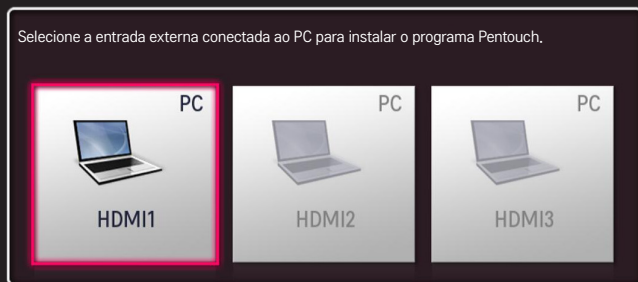 Selecione a entrada externa conectada ao PC para instalar o programa Pentouch.
PC
PC
PC
HDMI1
HDMI2
HDMI3